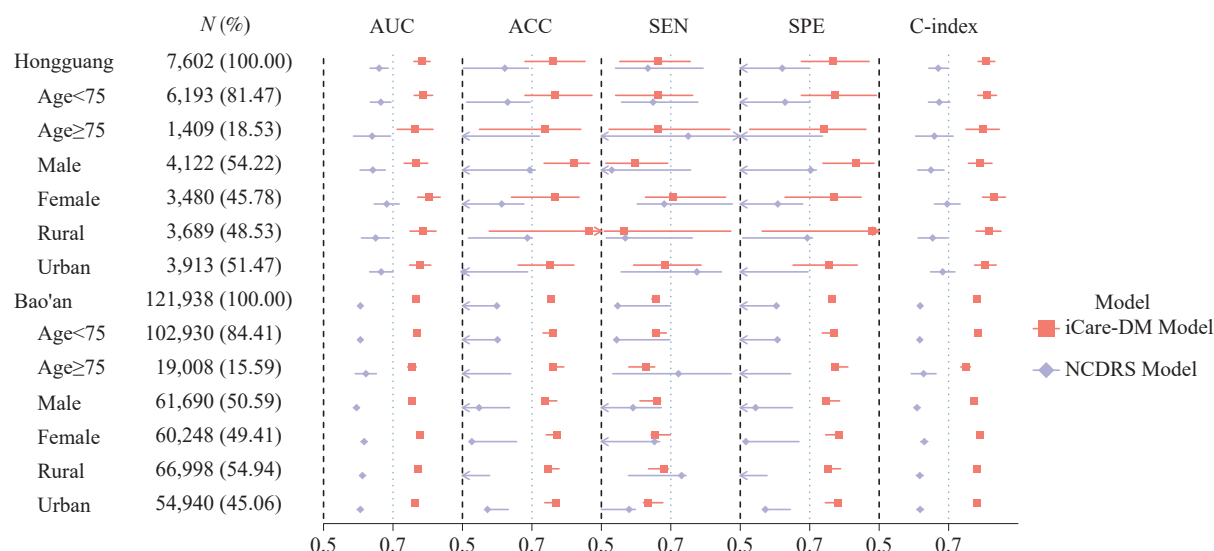 N (%) AUC ACC SEN SPE C-index
Hongguang 7,602 (100.00)
Age<75 6,193 (81.47)
Age≥75 1,409 (18.53)
Male 4,122 (54.22)
Female 3,480 (45.78)
Rural 3,689 (48.53)
Urban 3,913 (51.47)
Bao'an 121,938 (100.00)
Age<75 102,930 (84.41)
Age≥75 19,008 (15.59)
Male 61,690 (50.59)
Female 60,248 (49.41)
Rural 66,998 (54.94)
Urban 54,940 (45.06)
Model
iCare-DM Model
NCDRS Model
0.5 0.7 0.5 0.7 0.5 0.7 0.5 0.7 0.5 0.7